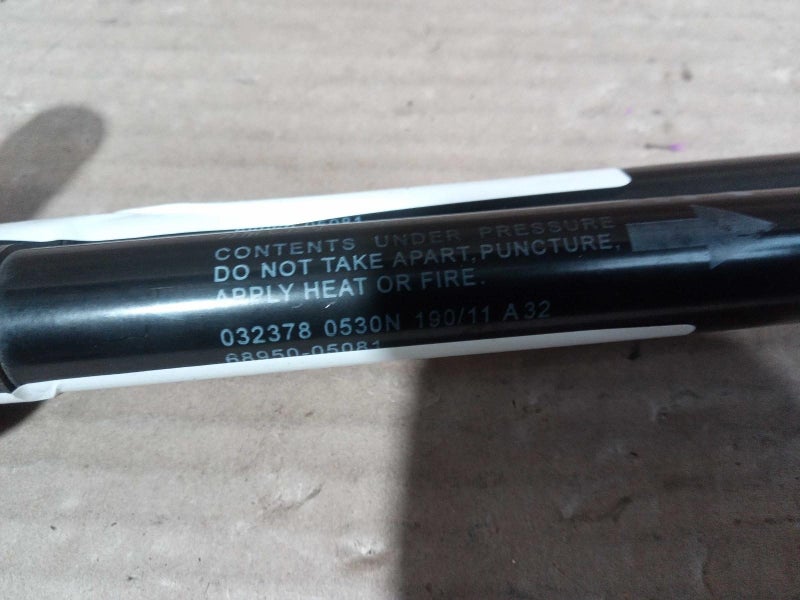 05081
CONTENTS UNDER PRESSURE
DO NOT TAKE APART,PUNCTURE,
APPLY HEAT OR FIRE.
032378 0530N 190/11 A32
68950-05081